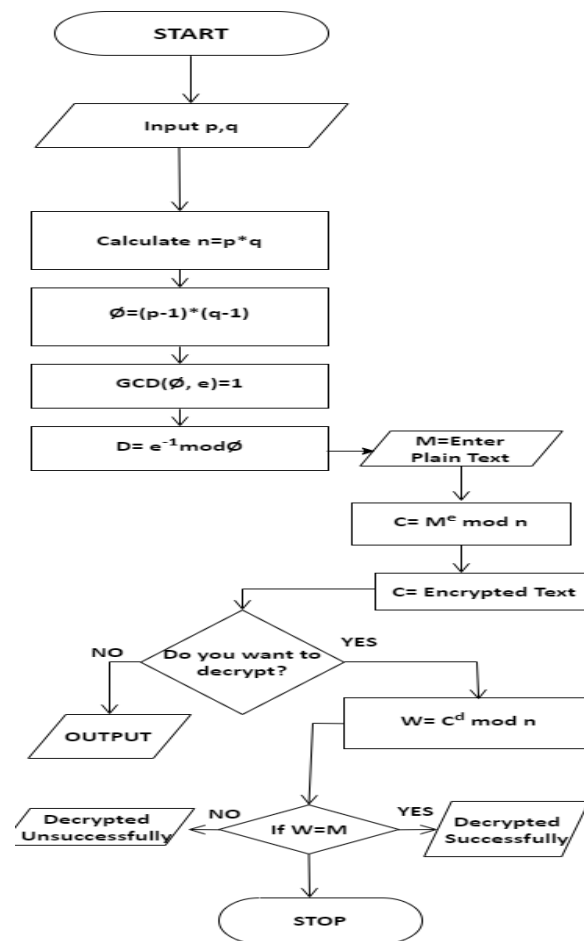 START
Input p,q
Calculate n=p*q
Ø=(p-1)*(q-1)
GCD(Ø, e)=1
D= e⁻¹modØ
M=Enter
Plain Text
C= Mᵉ mod n
C= Encrypted Text
Do you want to
decrypt?
NO
YES
OUTPUT
W= Cᵈ mod n
If W=M
NO
YES
Decrypted
Unsuccessfully
Decrypted
Successfully
STOP